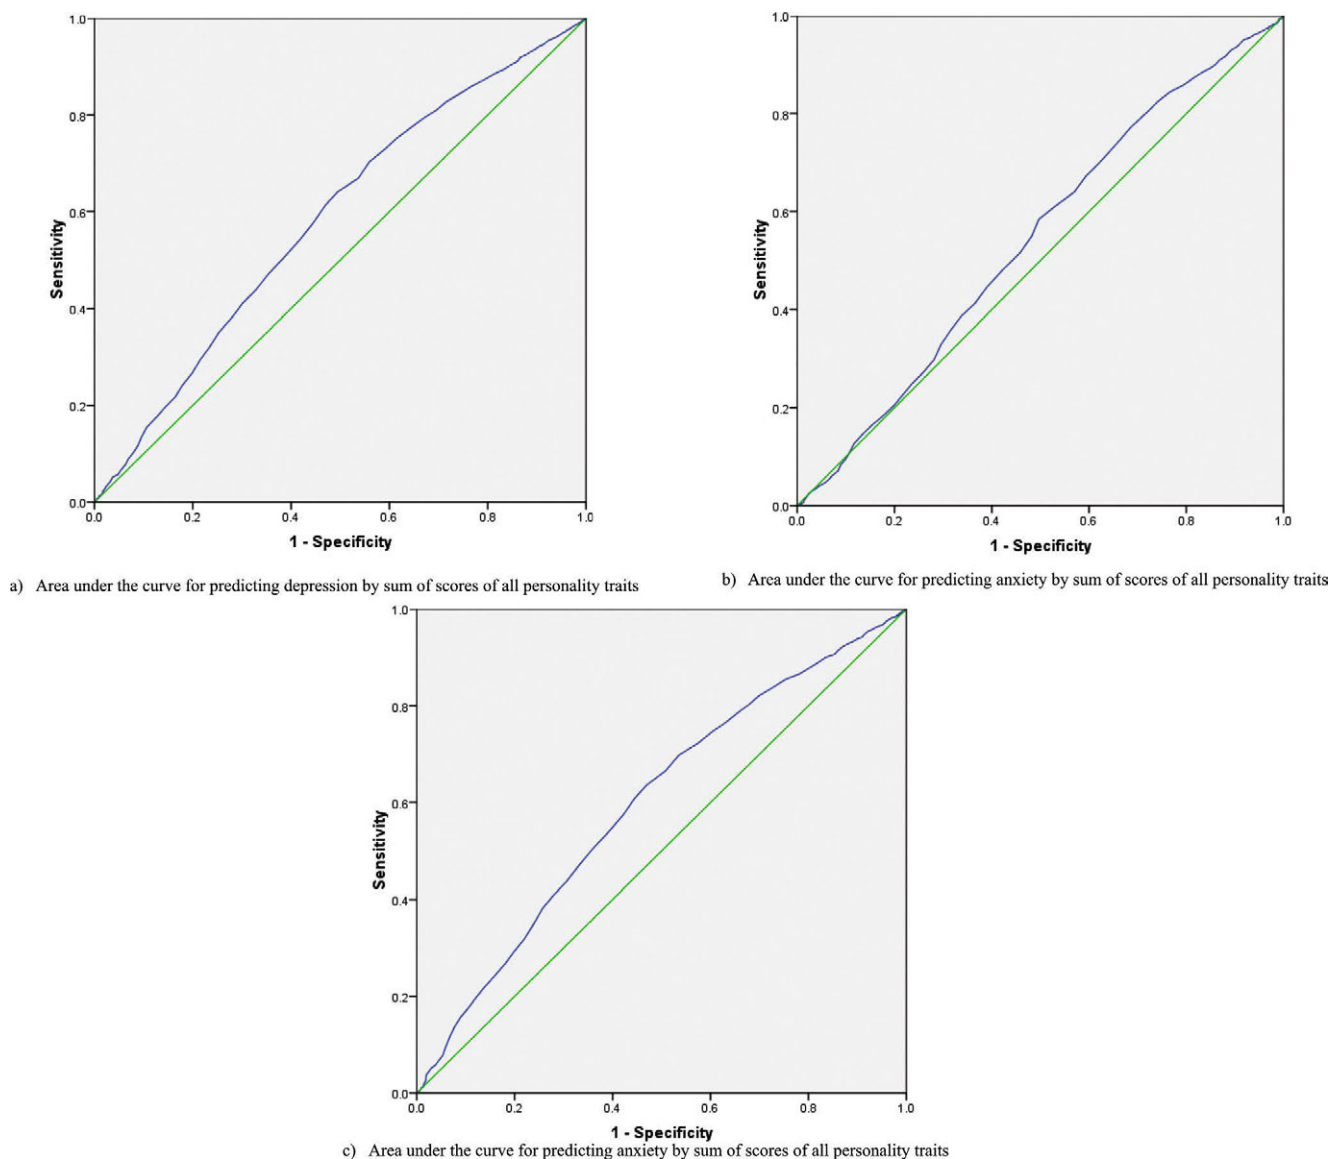 1.0
0.8
0.6
0.4
0.2
0.0
Sensitivity
0.0 0.2 0.4 0.6 0.8 1.0
1 - Specificity
a) Area under the curve for predicting depression by sum of scores of all personality traits
1.0
0.8
0.6
0.4
0.2
0.0
Sensitivity
0.0 0.2 0.4 0.6 0.8 1.0
1 - Specificity
b) Area under the curve for predicting anxiety by sum of scores of all personality traits
1.0
0.8
0.6
0.4
0.2
0.0
Sensitivity
0.0 0.2 0.4 0.6 0.8 1.0
1 - Specificity
c) Area under the curve for predicting anxiety by sum of scores of all personality traits